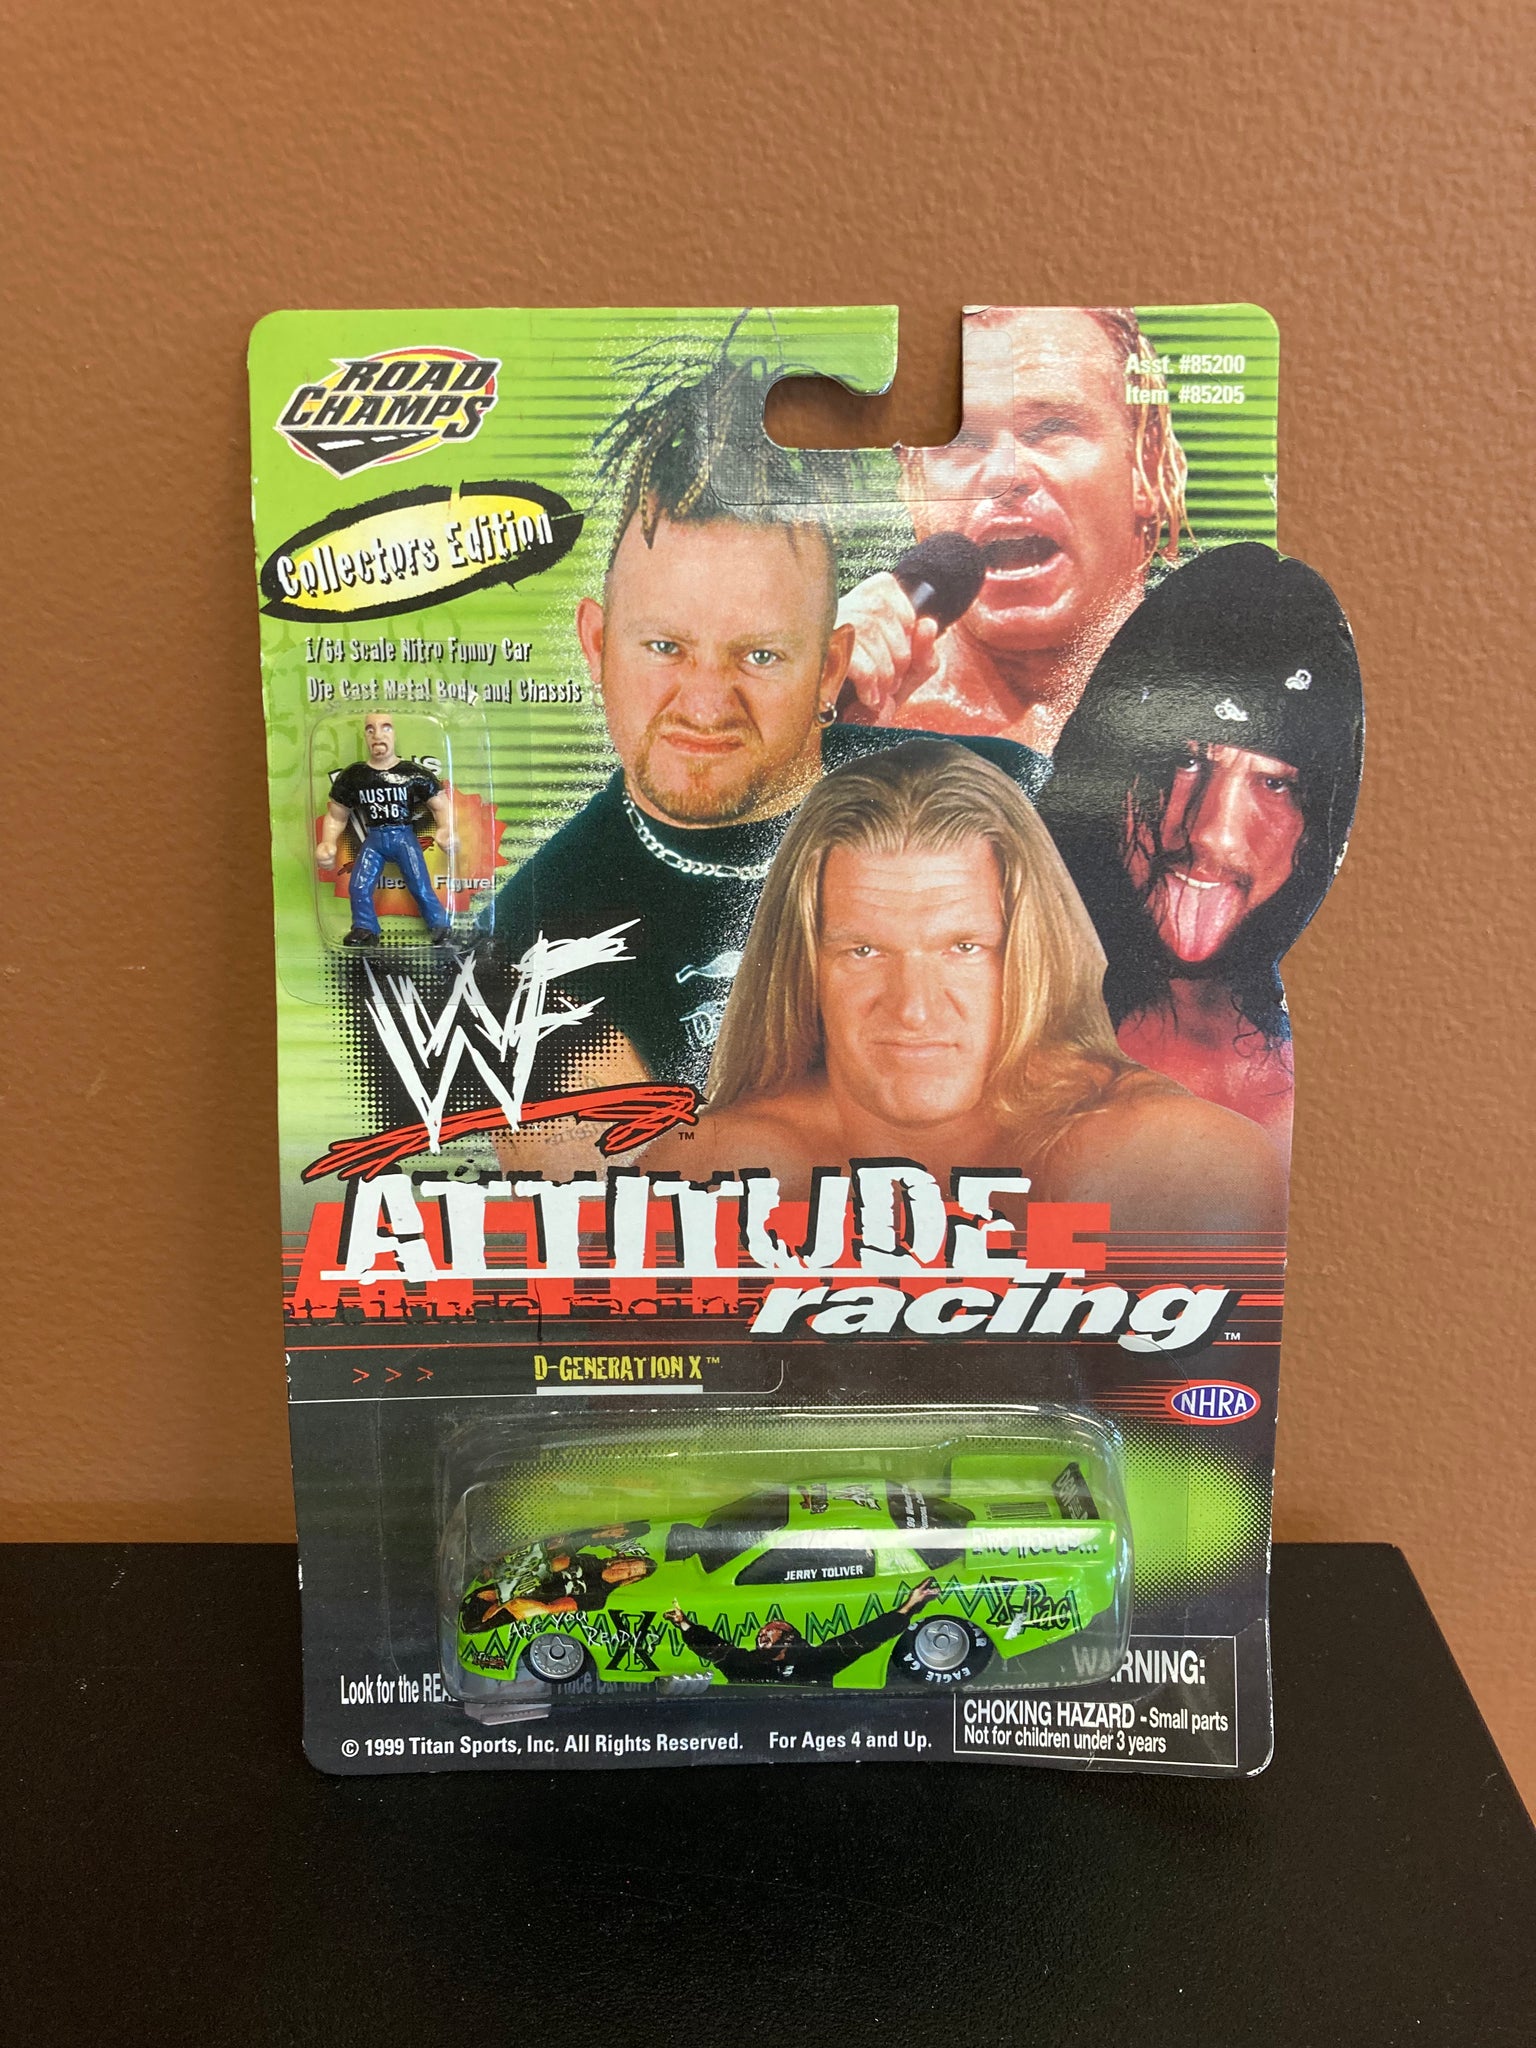 ROAD
CHAMPS
Asst. #85200
Item #85205
Collectors Edition
1/64 Scale Nitro Funny Car
Die Cast Metal Body and Chassis
AUSTIN
3:16
Figure!
WF
™
ATTITUDE
racing™
> > > D-GENERATION X™
NHRA
JERRY TOLIVER
X-Pac
ARE YOU
READY?
X
EAGLE
Look for the
WARNING:
CHOKING HAZARD - Small parts
Not for children under 3 years
© 1999 Titan Sports, Inc. All Rights Reserved. For Ages 4 and Up.